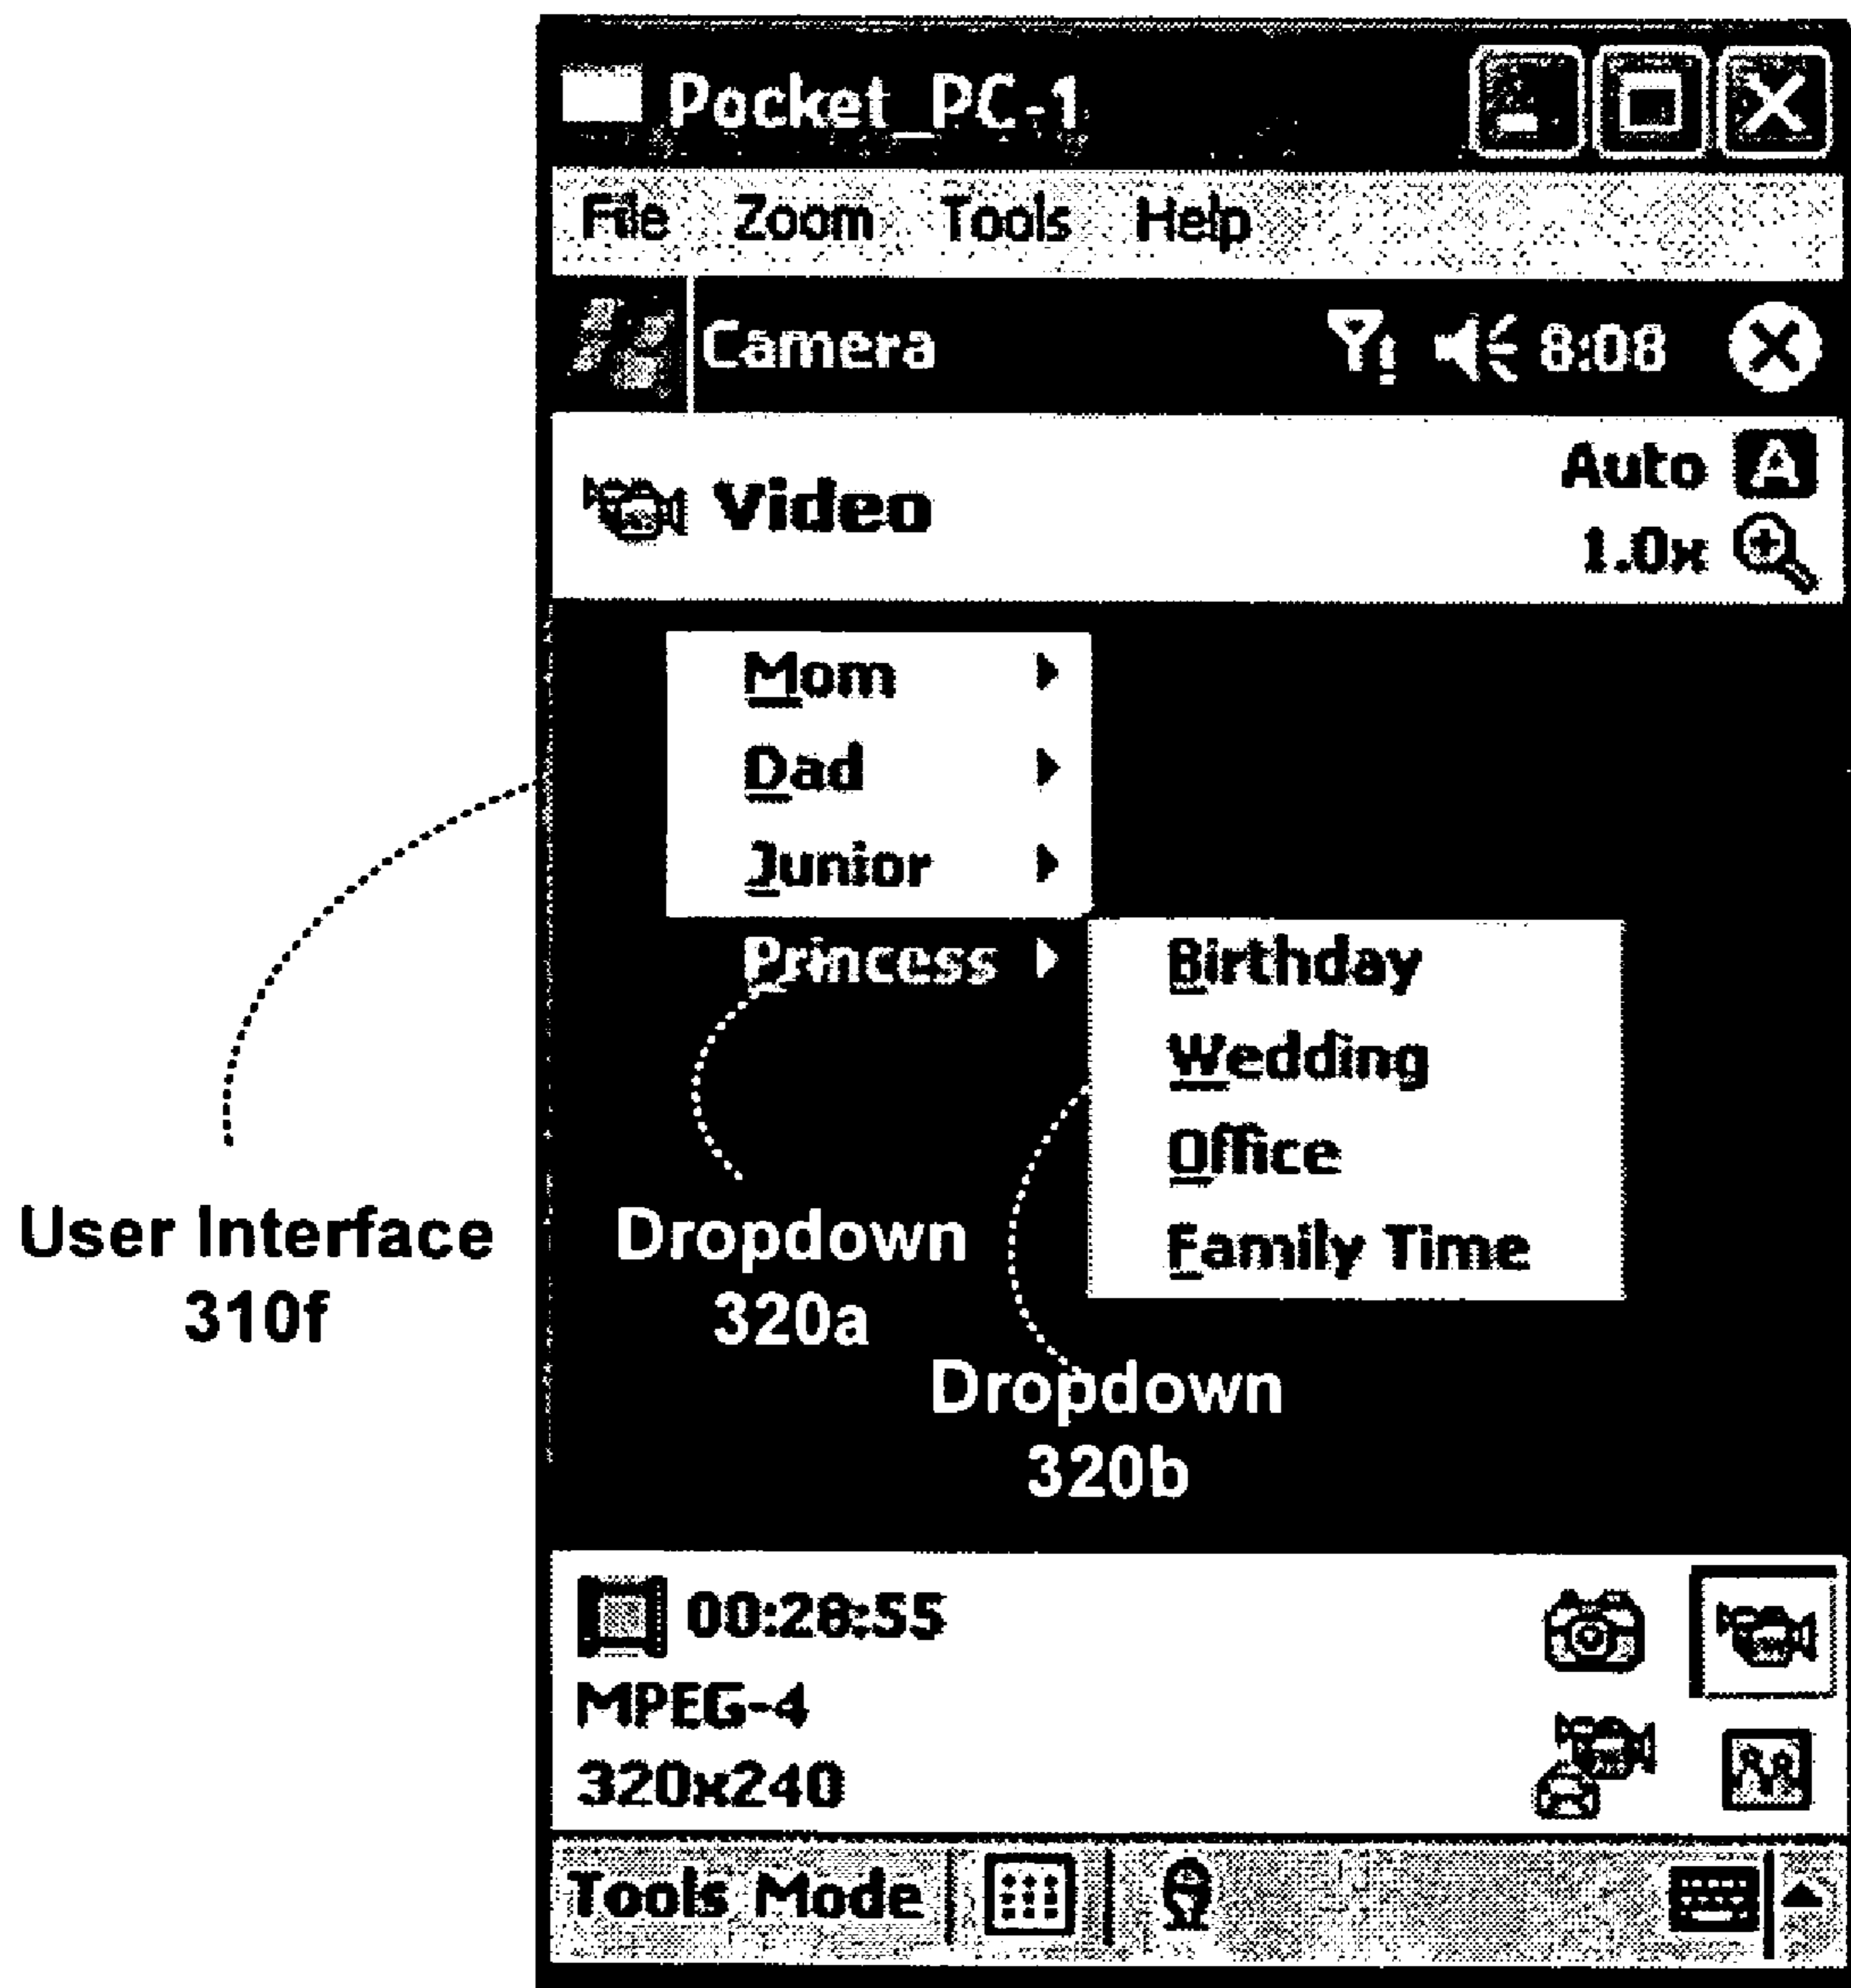 Pocket_PC-1
File Zoom Tools Help
Camera 8:08
Video
Auto A
1.0x
Mom
Dad
Junior
Princess
Birthday
Wedding
Office
Family Time
User Interface
310f
Dropdown
320a
Dropdown
320b
00:28:55
MPEG-4
320x240
Tools Mode